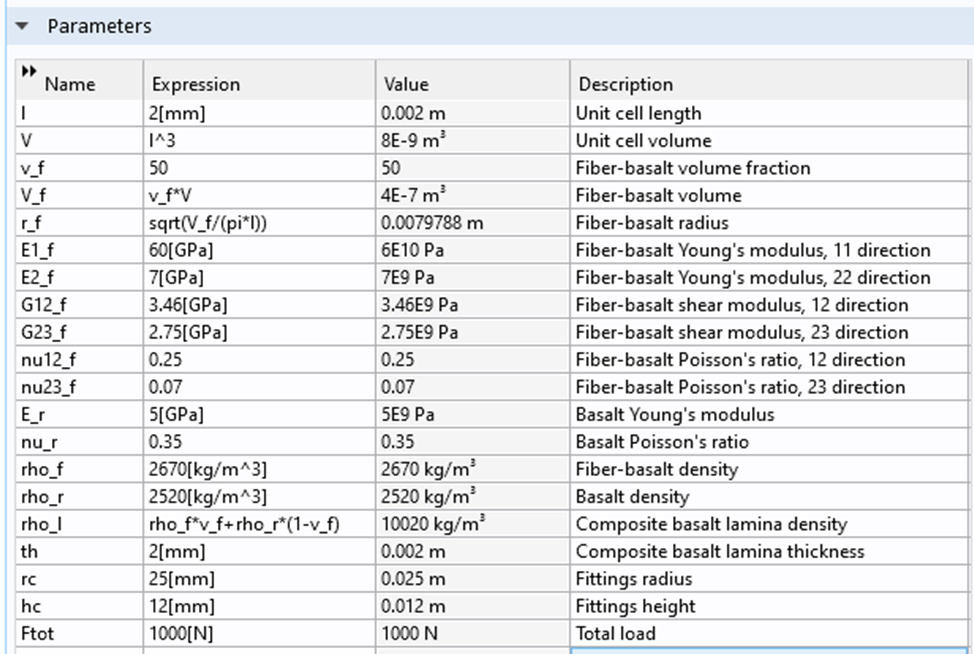 Parameters
Name Expression Value Description
l 2[mm] 0.002 m Unit cell length
V l^3 8E-9 m³ Unit cell volume
v_f 50 50 Fiber-basalt volume fraction
V_f v_f*V 4E-7 m³ Fiber-basalt volume
r_f sqrt(V_f/(pi*l)) 0.0079788 m Fiber-basalt radius
E1_f 60[GPa] 6E10 Pa Fiber-basalt Young's modulus, 11 direction
E2_f 7[GPa] 7E9 Pa Fiber-basalt Young's modulus, 22 direction
G12_f 3.46[GPa] 3.46E9 Pa Fiber-basalt shear modulus, 12 direction
G23_f 2.75[GPa] 2.75E9 Pa Fiber-basalt shear modulus, 23 direction
nu12_f 0.25 0.25 Fiber-basalt Poisson's ratio, 12 direction
nu23_f 0.07 0.07 Fiber-basalt Poisson's ratio, 23 direction
E_r 5[GPa] 5E9 Pa Basalt Young's modulus
nu_r 0.35 0.35 Basalt Poisson's ratio
rho_f 2670[kg/m^3] 2670 kg/m³ Fiber-basalt density
rho_r 2520[kg/m^3] 2520 kg/m³ Basalt density
rho_l rho_f*v_f+rho_r*(1-v_f) 10020 kg/m³ Composite basalt lamina density
th 2[mm] 0.002 m Composite basalt lamina thickness
rc 25[mm] 0.025 m Fittings radius
hc 12[mm] 0.012 m Fittings height
Ftot 1000[N] 1000 N Total load